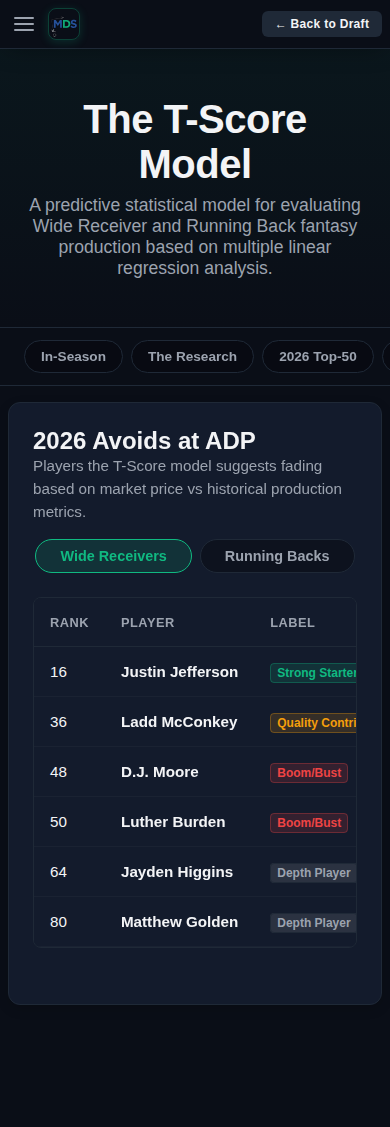 MDS
← Back to Draft
The T-Score
Model
A predictive statistical model for evaluating
Wide Receiver and Running Back fantasy
production based on multiple linear
regression analysis.
In-Season The Research 2026 Top-50
2026 Avoids at ADP
Players the T-Score model suggests fading
based on market price vs historical production
metrics.
Wide Receivers Running Backs
RANK PLAYER LABEL
16 Justin Jefferson Strong Starter
36 Ladd McConkey Quality Contri
48 D.J. Moore Boom/Bust
50 Luther Burden Boom/Bust
64 Jayden Higgins Depth Player
80 Matthew Golden Depth Player